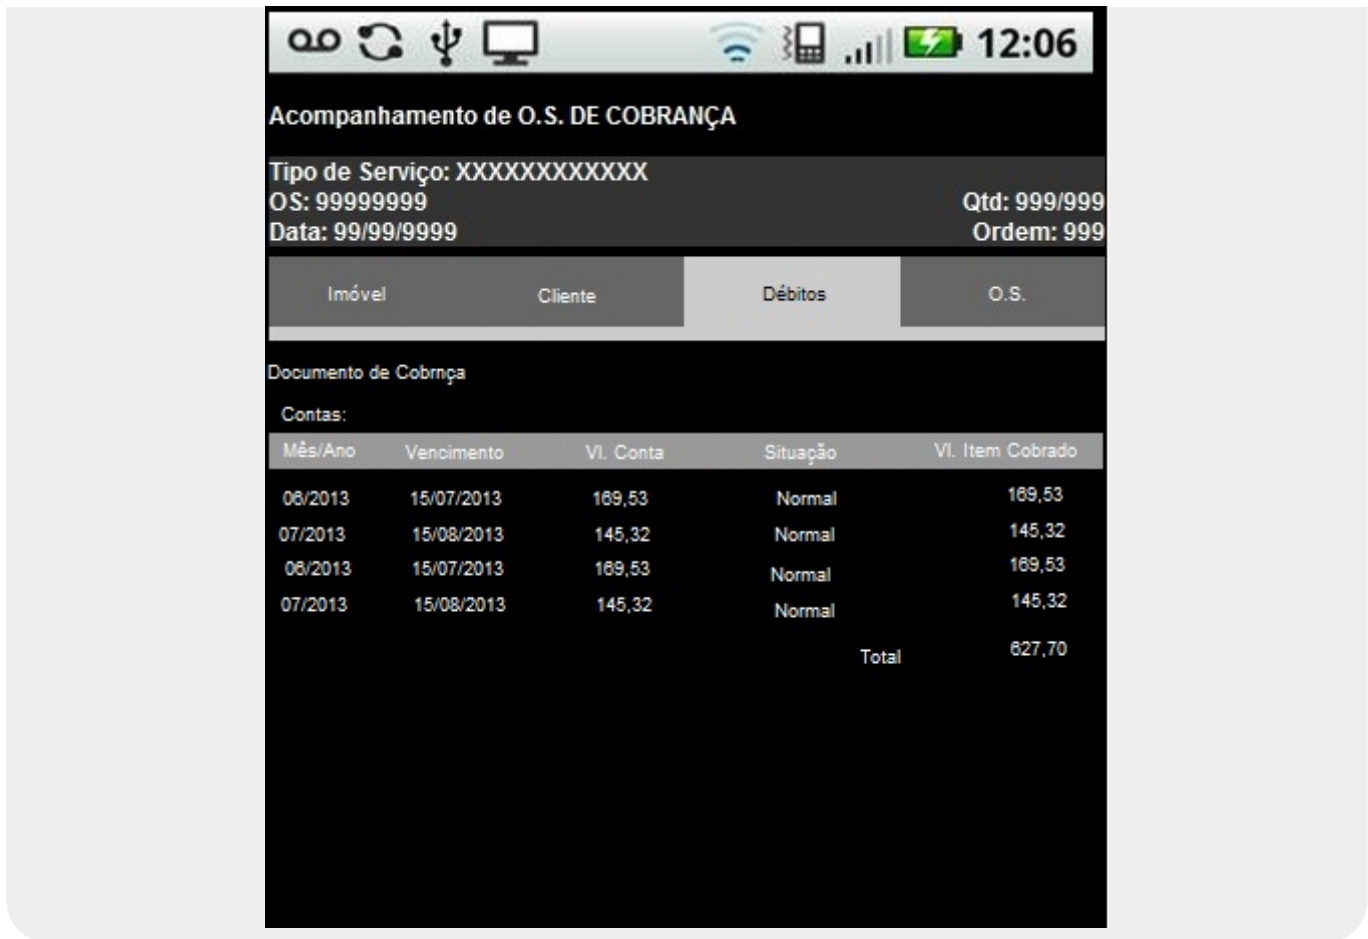 12:06
Acompanhamento de O.S. DE COBRANÇA
Tipo de Serviço: XXXXXXXXXXXX
OS: 99999999 Qtd: 999/999
Data: 99/99/9999 Ordem: 999
Imóvel Cliente Débitos O.S.
Documento de Cobrnça
Contas:
Mês/Ano Vencimento Vl. Conta Situação Vl. Item Cobrado
06/2013 15/07/2013 169,53 Normal 169,53
07/2013 15/08/2013 145,32 Normal 145,32
06/2013 15/07/2013 169,53 Normal 169,53
07/2013 15/08/2013 145,32 Normal 145,32
Total 627,70